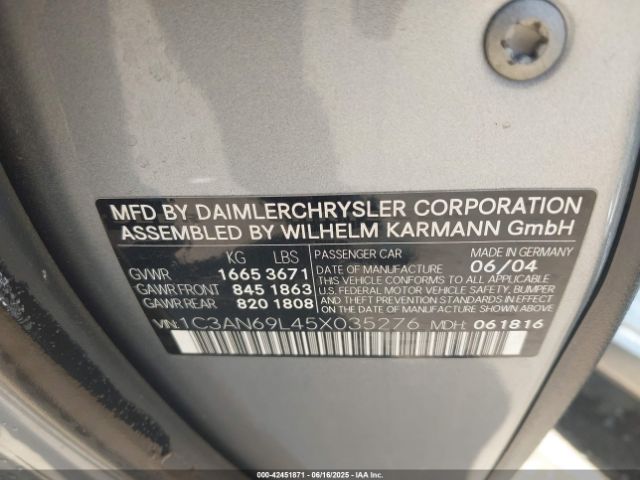 MFD BY DAIMLERCHRYSLER CORPORATION
ASSEMBLED BY WILHELM KARMANN GmbH
KG LBS
GVWR 1665 3671
GAWR FRONT 845 1863
GAWR REAR 820 1808
PASSENGER CAR MADE IN GERMANY
DATE OF MANUFACTURE 06/04
THIS VEHICLE CONFORMS TO ALL APPLICABLE
U.S. FEDERAL MOTOR VEHICLE SAFETY, BUMPER
AND THEFT PREVENTION STANDARDS IN EFFECT
ON THE DATE OF MANUFACTURE SHOWN ABOVE.
VIN: 1C3AN69L45X035276 MDH: 061816
000-42451871 | 06/16/2025 | IAAI, Inc.